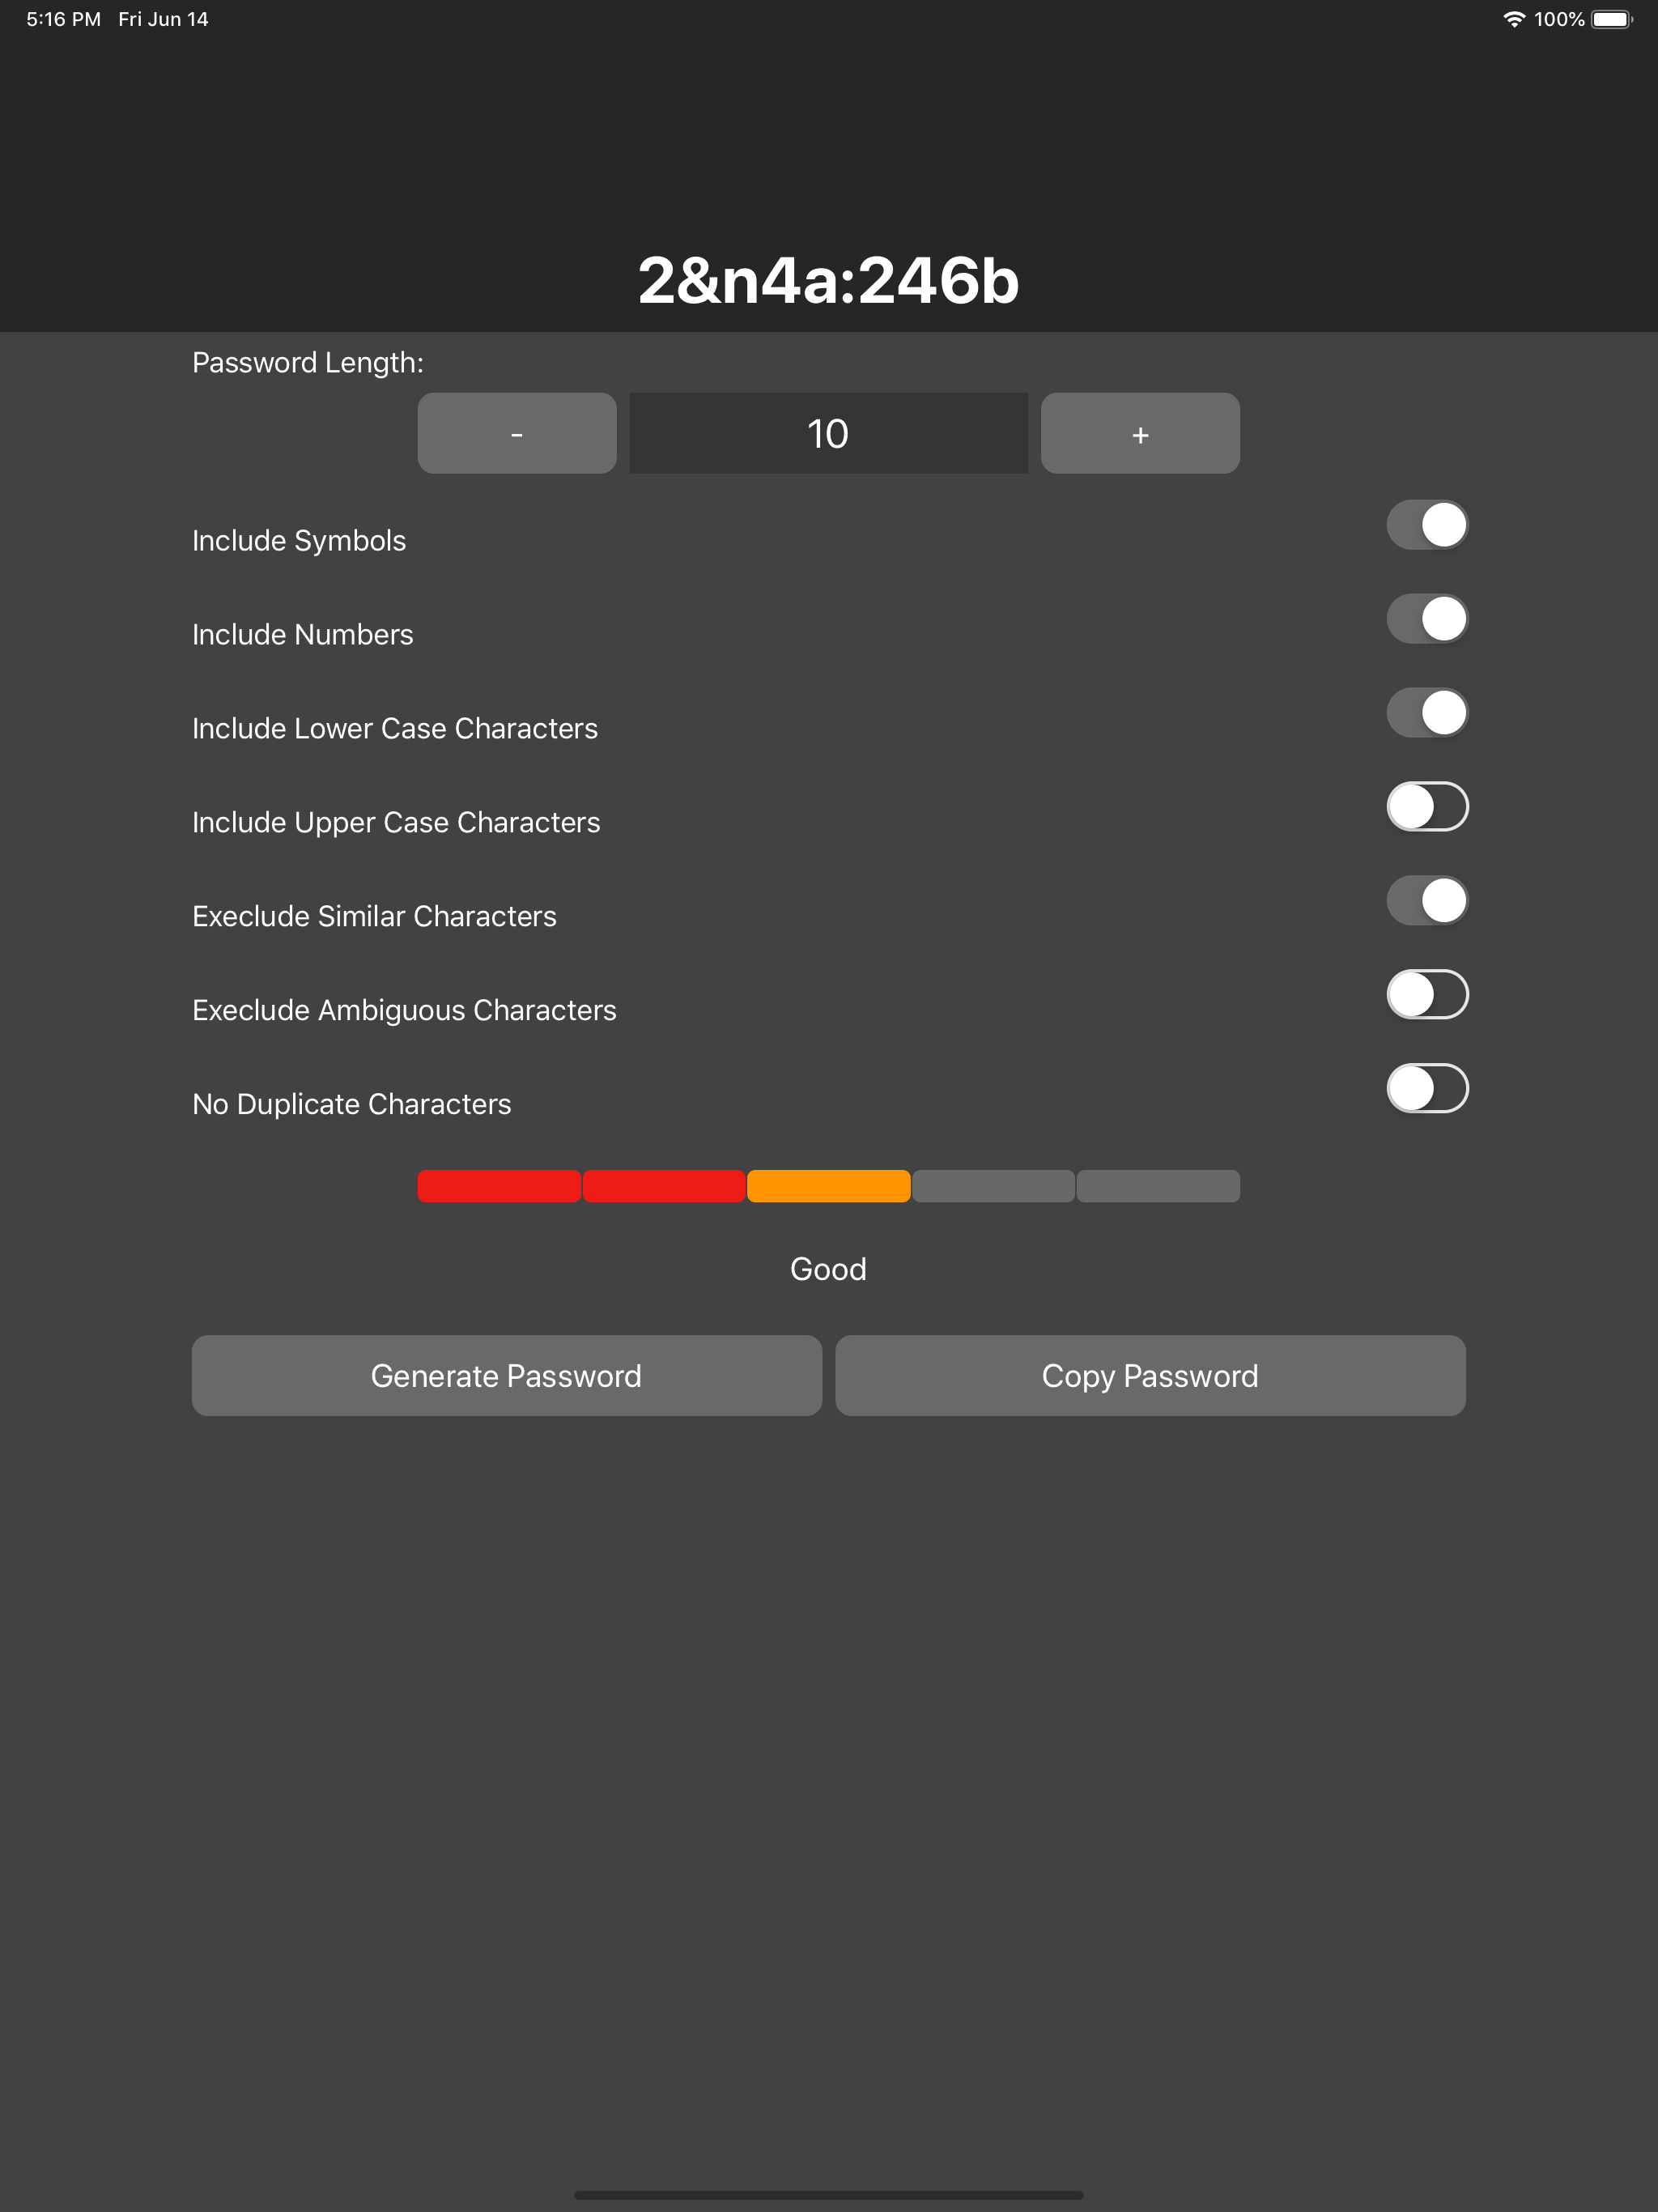 5:16 PM Fri Jun 14 100%
2&n4a:246b
Password Length:
- 10 +
Include Symbols
Include Numbers
Include Lower Case Characters
Include Upper Case Characters
Execlude Similar Characters
Execlude Ambiguous Characters
No Duplicate Characters
Good
Generate Password Copy Password